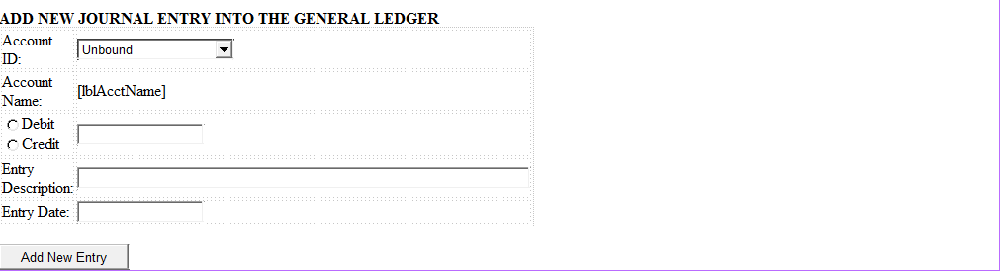 ADD NEW JOURNAL ENTRY INTO THE GENERAL LEDGER
Account
ID:
Unbound
Account
Name:
[lblAcctName]
Debit
Credit
Entry
Description:
Entry Date:
Add New Entry